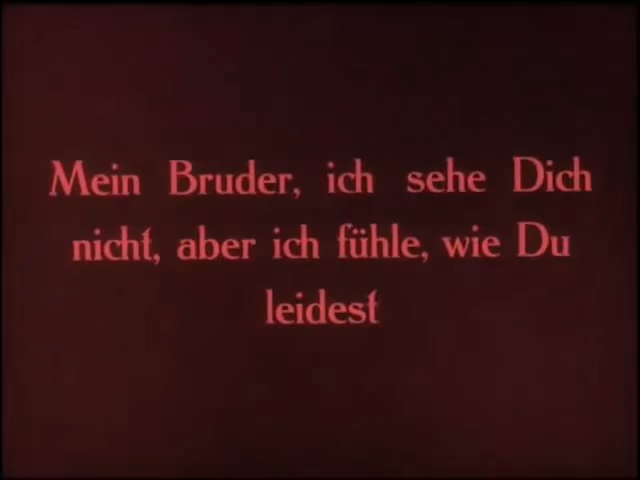 Mein Bruder, ich sehe Dich
nicht, aber ich fühle, wie Du
leidest